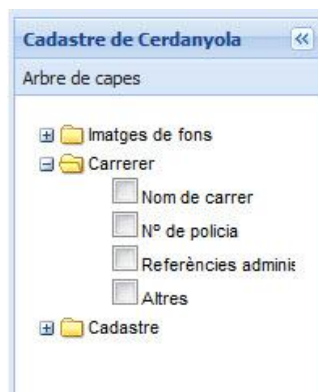 Cadastre de Cerdanyola
Arbre de capes
Imatges de fons
Carrerer
Nom de carrer
Nº de policia
Referències adminis
Altres
Cadastre